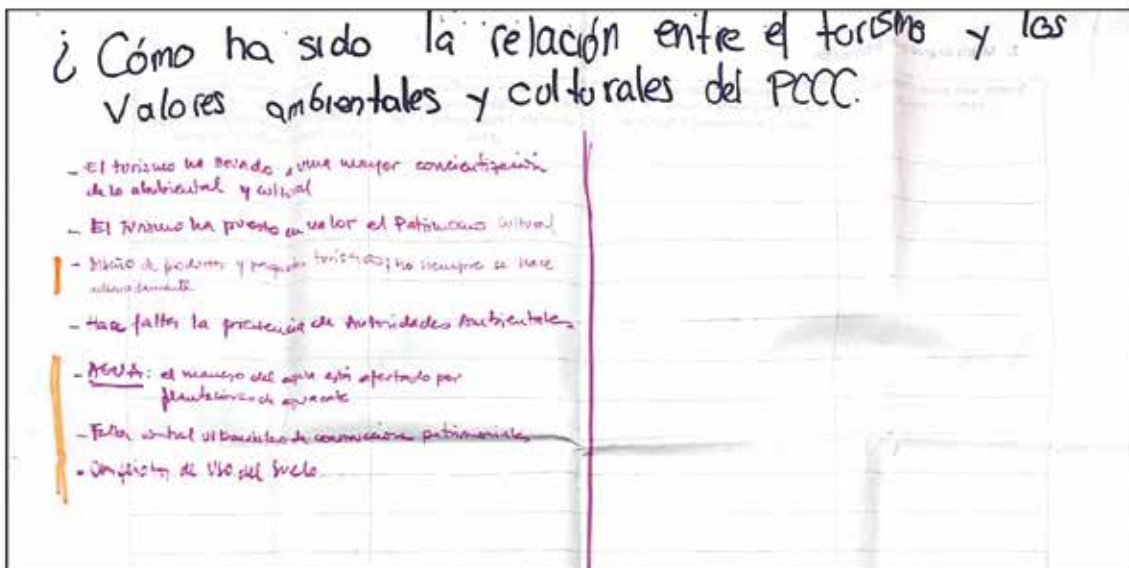 ¿Cómo ha sido la relación entre el turismo y los
Valores ambientales y culturales del PCCC.
- El turismo ha llevado a una mayor concientización
de lo ambiental y cultural
- El Turismo ha puesto en valor el Patrimonio cultural
- Diseño de productos y paquetes turísticos; no siempre se hace
adecuadamente
- Hace falta la presencia de Autoridades Ambientales
- AGUA: el manejo del agua está afectado por
plantaciones de aguacate
- Falta control de construcciones patrimoniales
- Conflictos de Uso del Suelo.